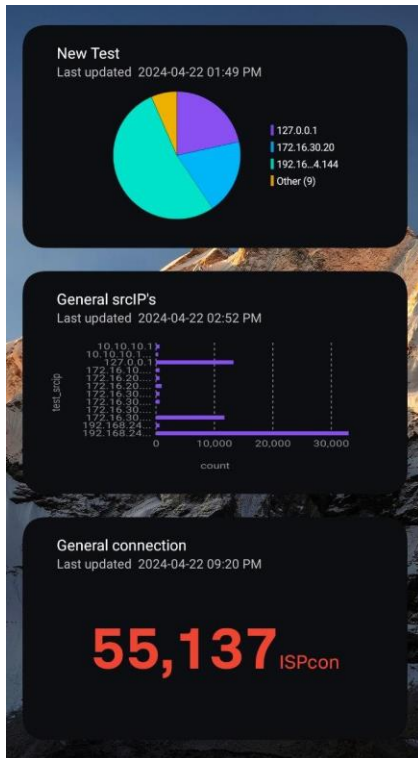 New Test
Last updated 2024-04-22 01:49 PM
127.0.0.1
172.16.30.20
192.16...4.144
Other (9)
General srcIP's
Last updated 2024-04-22 02:52 PM
test_srcip
10.10.10.1
10.10.10.1...
127.0.0.1
172.16.10....
172.16.20....
172.16.20....
172.16.30....
172.16.30....
172.16.30....
172.16.30....
192.168.24...
192.168.24...
0 10,000 20,000 30,000
count
General connection
Last updated 2024-04-22 09:20 PM
55,137 ISPcon